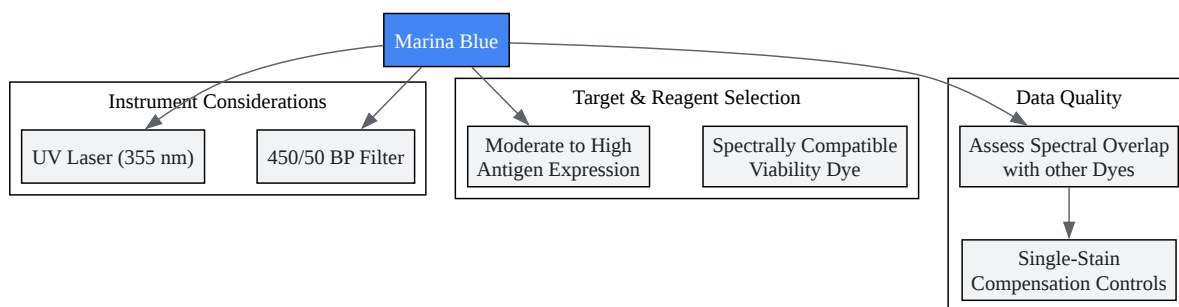 Marina Blue
Instrument Considerations
UV Laser (355 nm)
450/50 BP Filter
Target & Reagent Selection
Moderate to High
Antigen Expression
Spectrally Compatible
Viability Dye
Data Quality
Assess Spectral Overlap
with other Dyes
Single-Stain
Compensation Controls